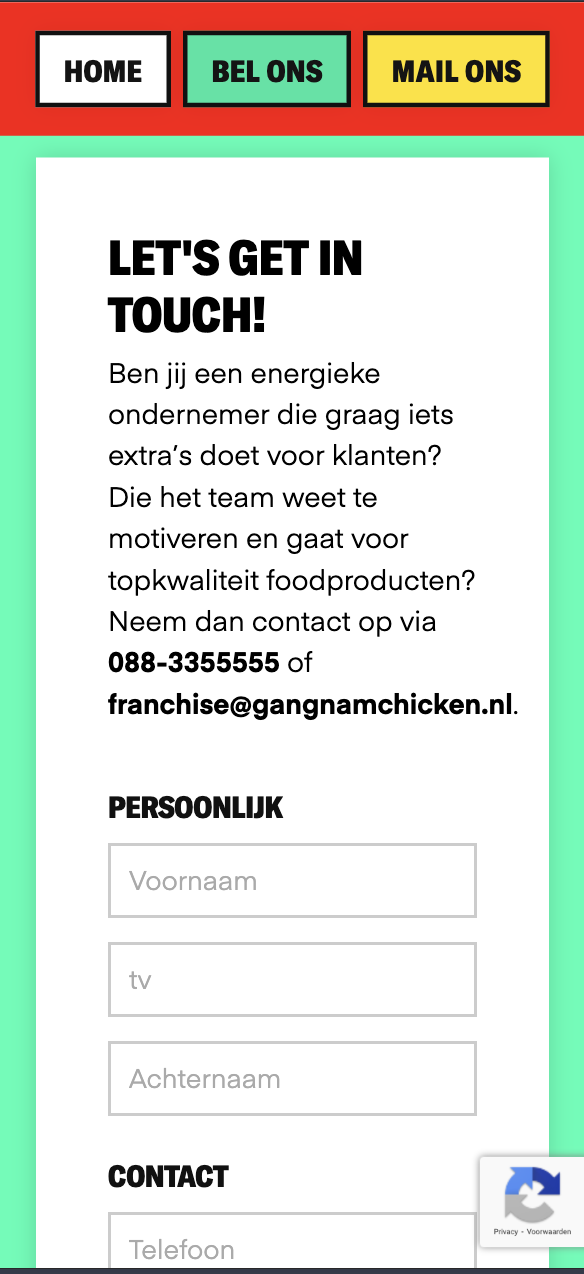 HOME
BEL ONS
MAIL ONS
LET'S GET IN
TOUCH!
Ben jij een energieke
ondernemer die graag iets
extra’s doet voor klanten?
Die het team weet te
motiveren en gaat voor
topkwaliteit foodproducten?
Neem dan contact op via
088-3355555 of
franchise@gangnamchicken.nl.
PERSOONLIJK
Voornaam
tv
Achternaam
CONTACT
Telefoon
Privacy - Voorwaarden